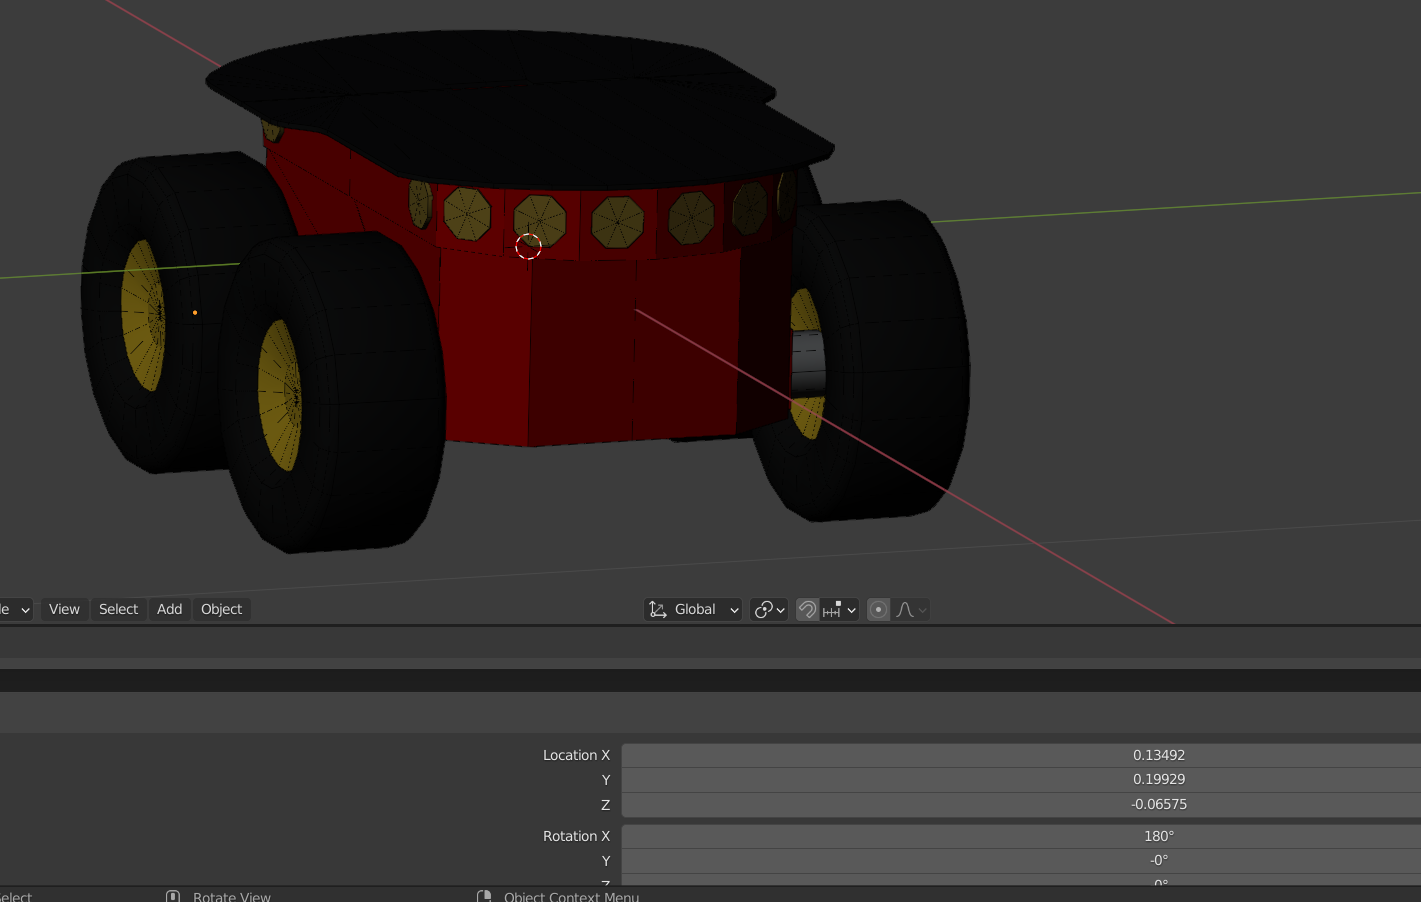 le View Select Add Object Global
Location X 0.13492
Y 0.19929
Z -0.06575
Rotation X 180°
Y -0°
Z 0°
elect Rotate View Object Context Menu